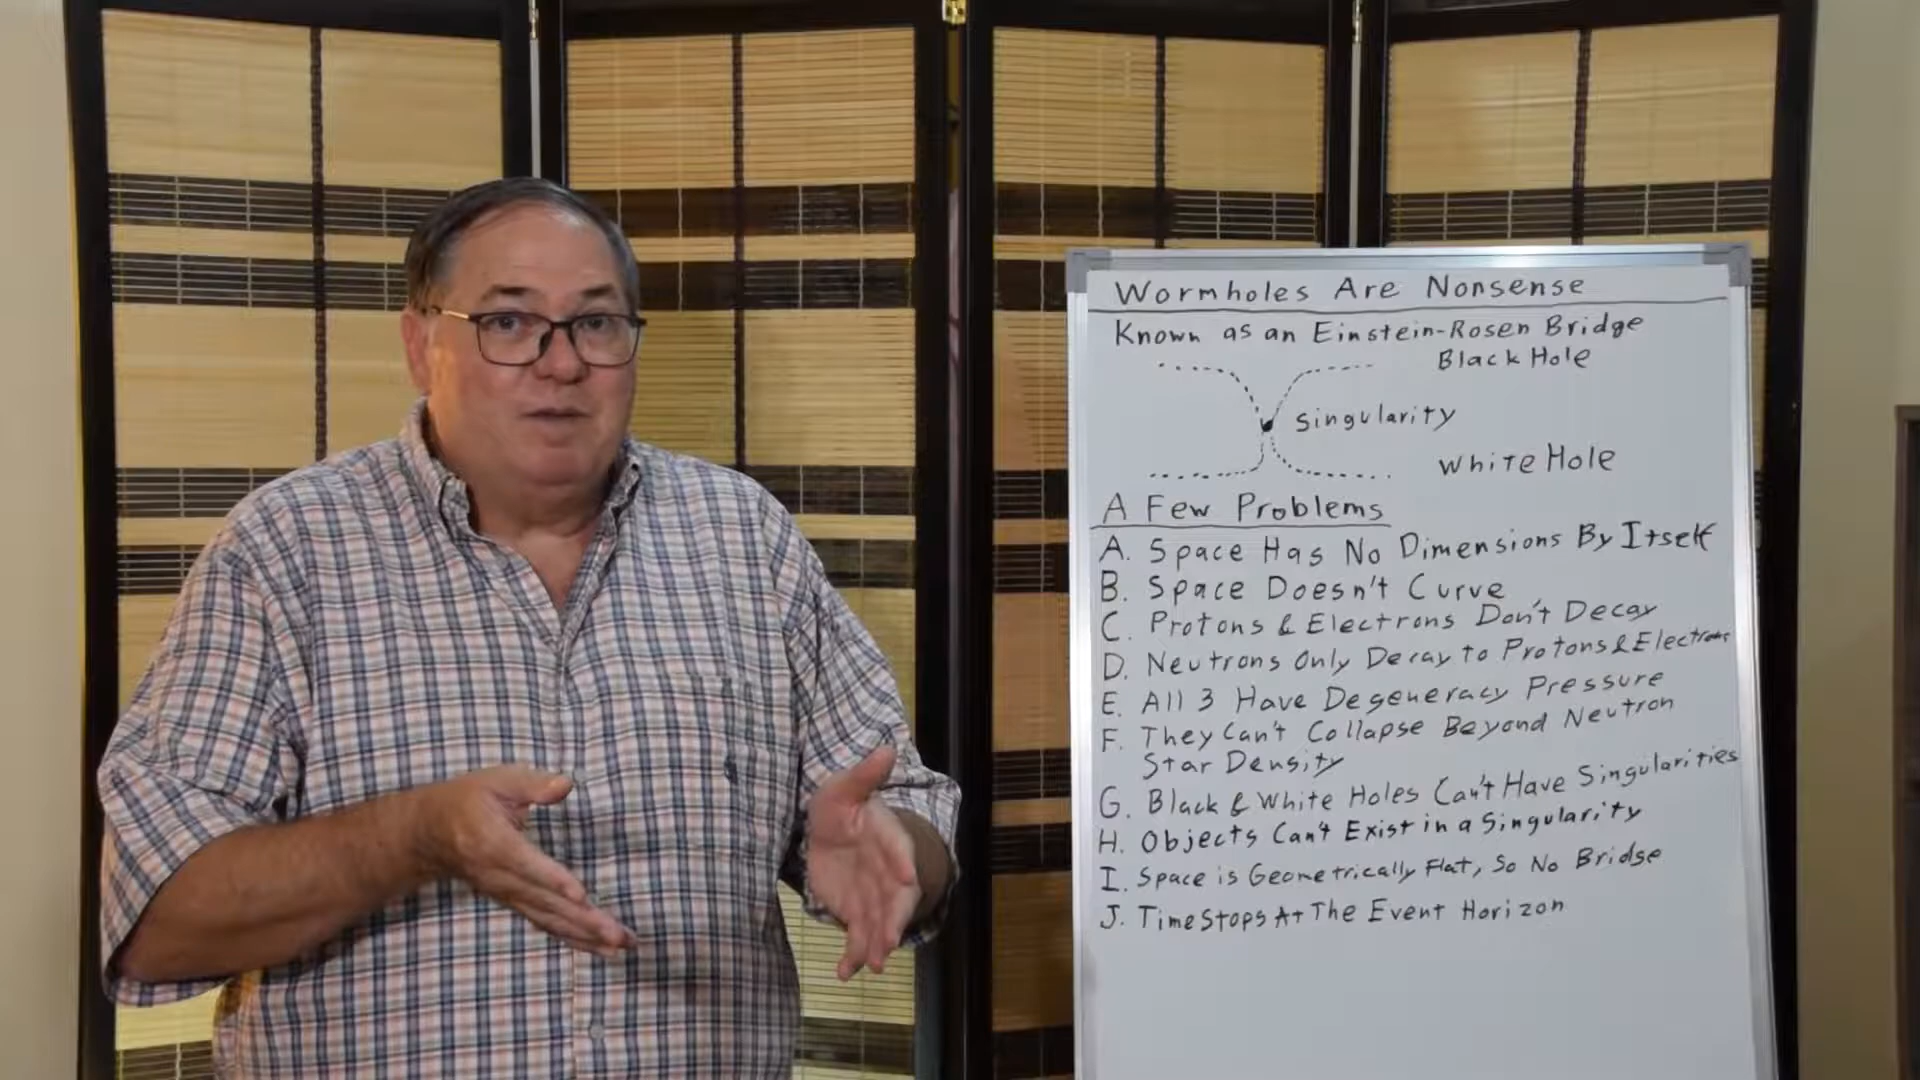 Wormholes Are Nonsense
Known as an Einstein-Rosen Bridge
Black Hole
Singularity
White Hole
A Few Problems
A. Space Has No Dimensions By Itself
B. Space Doesn't Curve
C. Protons & Electrons Don't Decay
D. Neutrons Only Decay to Protons & Electrons
E. All 3 Have Degeneracy Pressure
F. They Can't Collapse Beyond Neutron
Star Density
G. Black & White Holes Can't Have Singularities
H. Objects Can't Exist in a Singularity
I. Space is Geometrically Flat, So No Bridge
J. Time Stops At The Event Horizon